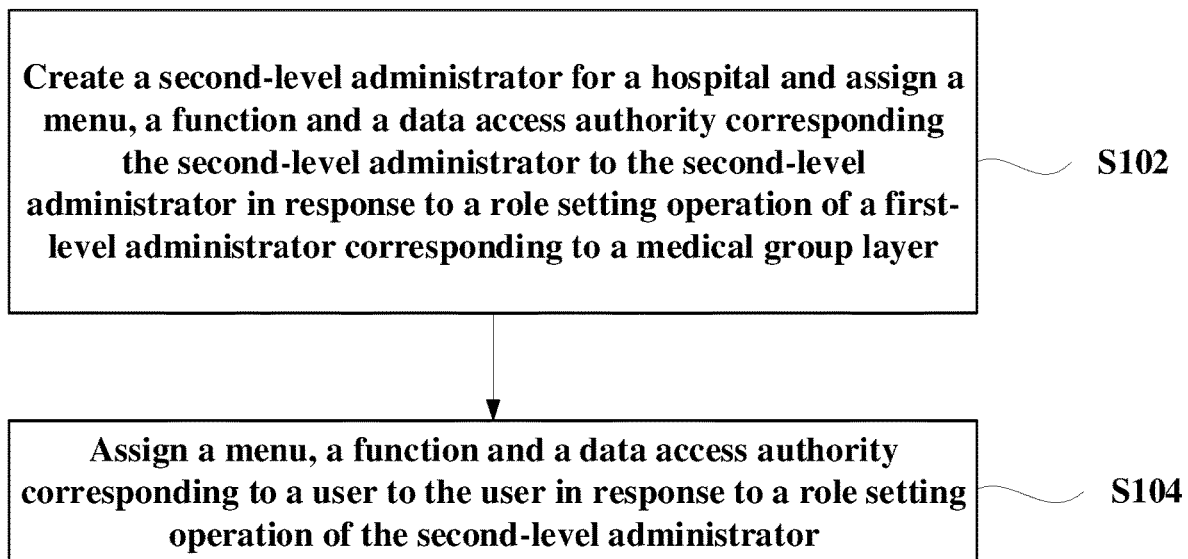 Create a second-level administrator for a hospital and assign a
menu, a function and a data access authority corresponding
the second-level administrator to the second-level
administrator in response to a role setting operation of a first-
level administrator corresponding to a medical group layer
S102
Assign a menu, a function and a data access authority
corresponding to a user to the user in response to a role setting
operation of the second-level administrator
S104